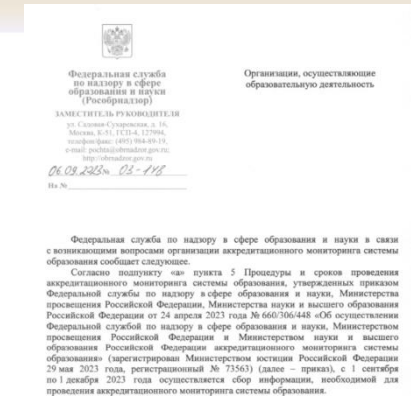 Федеральная служба
по надзору в сфере
образования и науки
(Рособрнадзор)
ЗАМЕСТИТЕЛЬ РУКОВОДИТЕЛЯ
ул. Садовая-Сухаревская, д. 16,
Москва, К-51, ГСП-4, 127994,
телефон/факс: (495) 984-89-19,
e-mail: pochta@obrnadzor.gov.ru;
http://obrnadzor.gov.ru
06.09.2023 № 03-178
На №
Организации, осуществляющие
образовательную деятельность
Федеральная служба по надзору в сфере образования и науки в связи
с возникающими вопросами организации аккредитационного мониторинга системы
образования сообщает следующее.
Согласно подпункту «а» пункта 5 Процедуры и сроков проведения
аккредитационного мониторинга системы образования, утвержденных приказом
Федеральной службы по надзору в сфере образования и науки, Министерства
просвещения Российской Федерации, Министерства науки и высшего образования
Российской Федерации от 24 апреля 2023 года № 660/306/448 «Об осуществлении
Федеральной службой по надзору в сфере образования и науки, Министерством
просвещения Российской Федерации и Министерством науки и высшего
образования Российской Федерации аккредитационного мониторинга системы
образования» (зарегистрирован Министерством юстиции Российской Федерации
29 мая 2023 года, регистрационный № 73563) (далее – приказ), с 1 сентября
по 1 декабря 2023 года осуществляется сбор информации, необходимой для
проведения аккредитационного мониторинга системы образования.